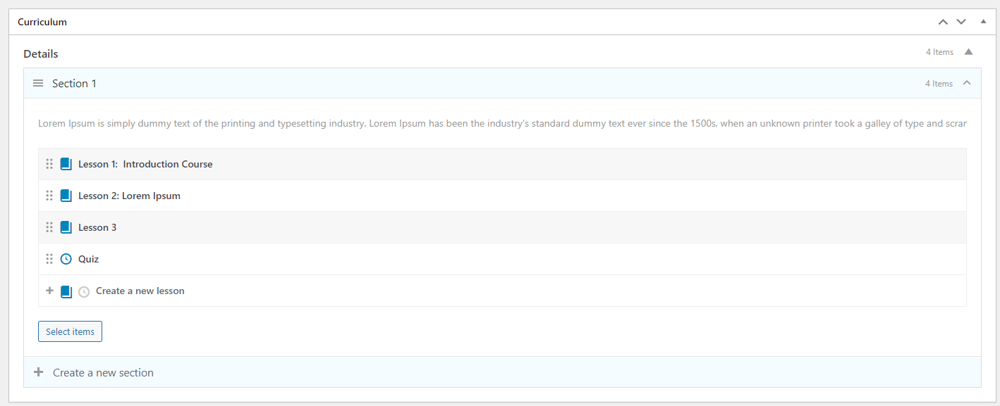 Curriculum
Details
4 Items
Section 1
4 Items
Lorem Ipsum is simply dummy text of the printing and typesetting industry. Lorem Ipsum has been the industry's standard dummy text ever since the 1500s, when an unknown printer took a galley of type and
Lesson 1:  Introduction Course
Lesson 2: Lorem Ipsum
Lesson 3
Quiz
Create a new lesson
Select items
Create a new section